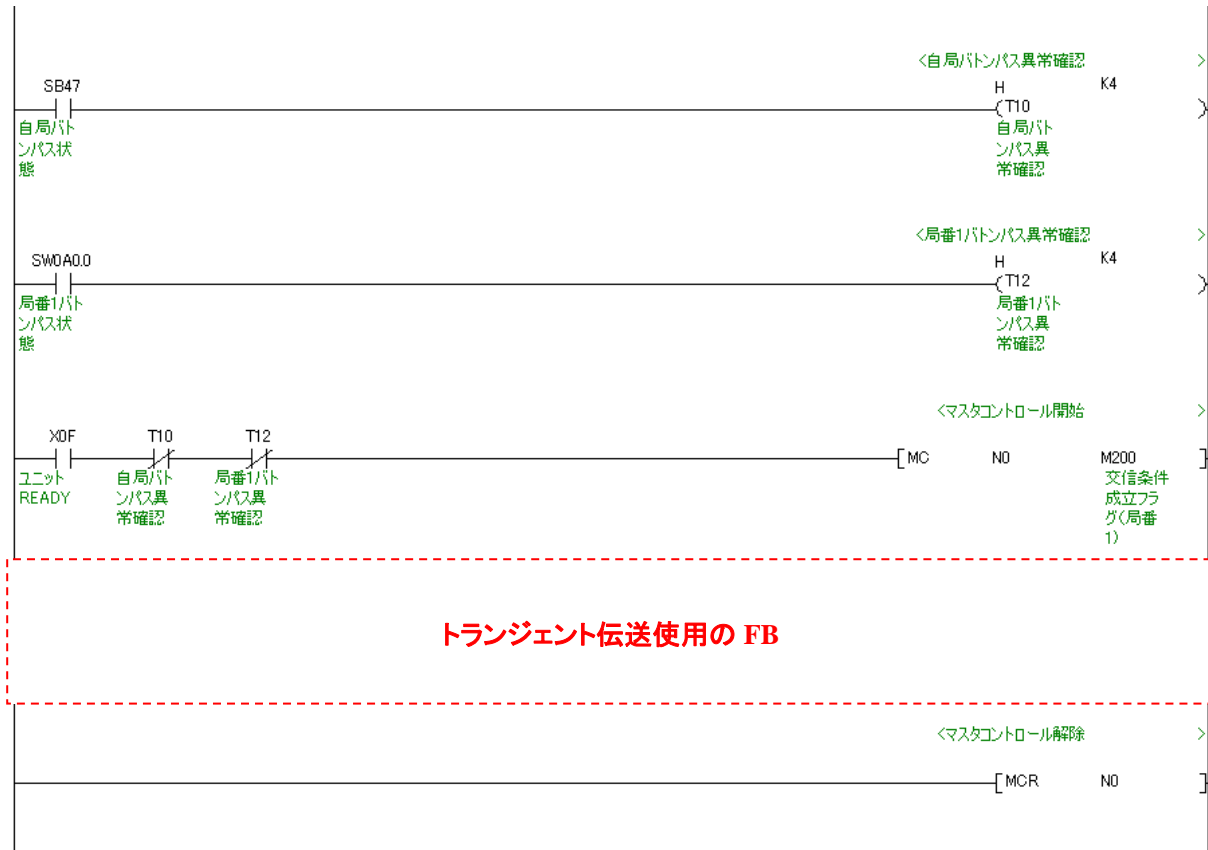 <自局バトンパス異常確認 >
SB47 H K4
T10
自局バト
ンパス状
態
自局バト
ンパス異
常確認
<局番1バトンパス異常確認 >
SW0A0.0 H K4
T12
局番1バト
ンパス状
態
局番1バト
ンパス異
常確認
<マスタコントロール開始 >
X0F T10 T12
MC N0 M200
ユニット
READY
自局バト
ンパス異
常確認
局番1バト
ンパス異
常確認
交信条件
成立フラ
グ(局番
1)
トランジェント伝送使用の FB
<マスタコントロール解除 >
MCR N0